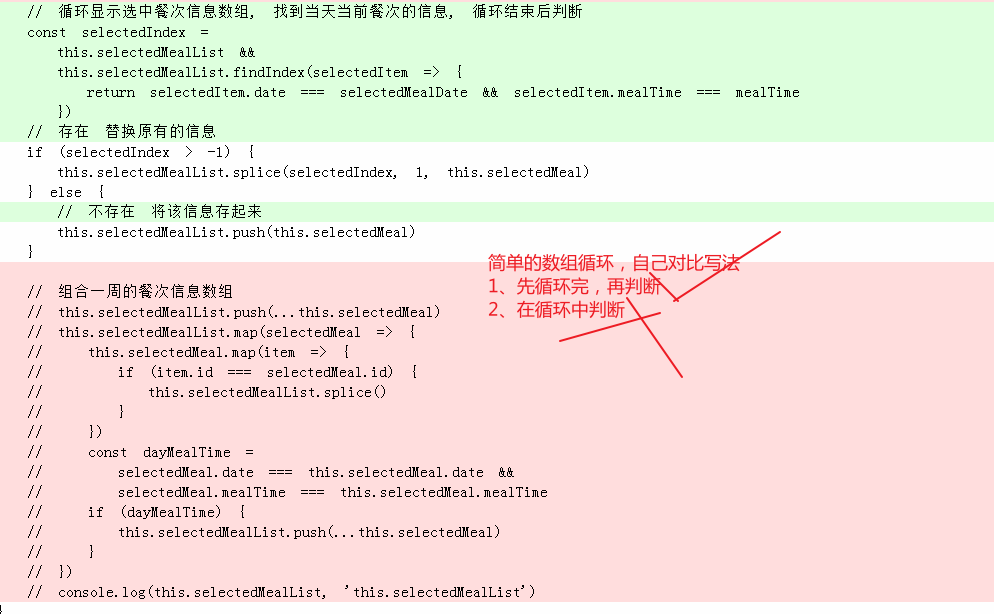 // 循环显示选中餐次信息数组, 找到当天当前餐次的信息, 循环结束后判断
const selectedIndex =
this.selectedMealList &&
this.selectedMealList.findIndex(selectedItem => {
return selectedItem.date === selectedMealDate && selectedItem.mealTime === mealTime
})
// 存在 替换原有的信息
if (selectedIndex > -1) {
this.selectedMealList.splice(selectedIndex, 1, this.selectedMeal)
} else {
// 不存在 将该信息存起来
this.selectedMealList.push(this.selectedMeal)
}
简单的数组循环，自己对比写法
1、先循环完，再判断
2、在循环中判断
// 组合一周的餐次信息数组
// this.selectedMealList.push(...this.selectedMeal)
// this.selectedMealList.map(selectedMeal => {
// this.selectedMeal.map(item => {
// if (item.id === selectedMeal.id) {
// this.selectedMealList.splice()
// }
// })
// const dayMealTime =
// selectedMeal.date === this.selectedMeal.date &&
// selectedMeal.mealTime === this.selectedMeal.mealTime
// if (dayMealTime) {
// this.selectedMealList.push(...this.selectedMeal)
// }
// })
// console.log(this.selectedMealList, 'this.selectedMealList')